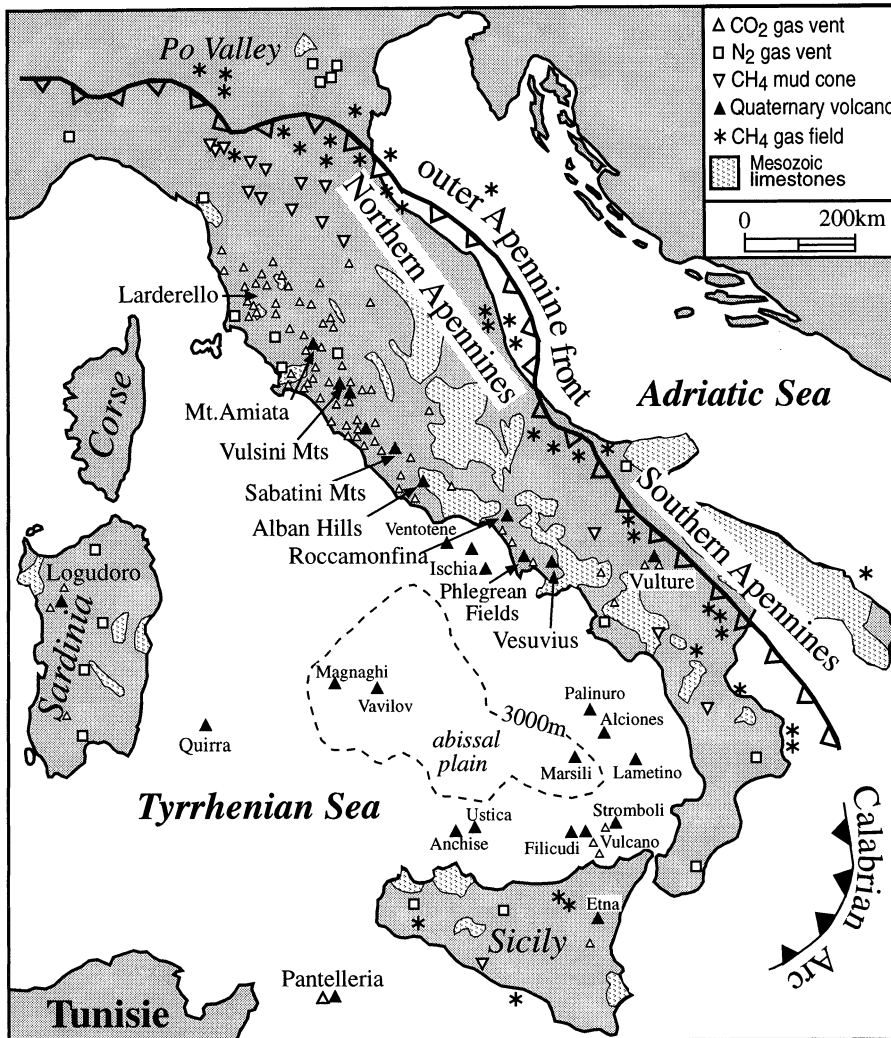 Po Valley
CO2 gas vent
N2 gas vent
CH4 mud cone
Quaternary volcano
CH4 gas field
Mesozoic
limestones
0 200km
outer Apennine front
Northern Apennines
Larderello
Corse
Adriatic Sea
Mt.Amiata
Vulsini Mts
Sabatini Mts
Alban Hills
Ventotene
Roccamonfina
Ischia
Phlegrean
Fields
Vesuvius
Vulture
Southern Apennines
Logudoro
Sardinia
Magnaghi
Vavilov
Quirra
3000m
abissal
plain
Palinuro
Alciones
Marsili
Lametino
Tyrrhenian Sea
Ustica
Anchise
Stromboli
Filicudi
Vulcano
Calabrian
Arc
Etna
Sicily
Pantelleria
Tunisie